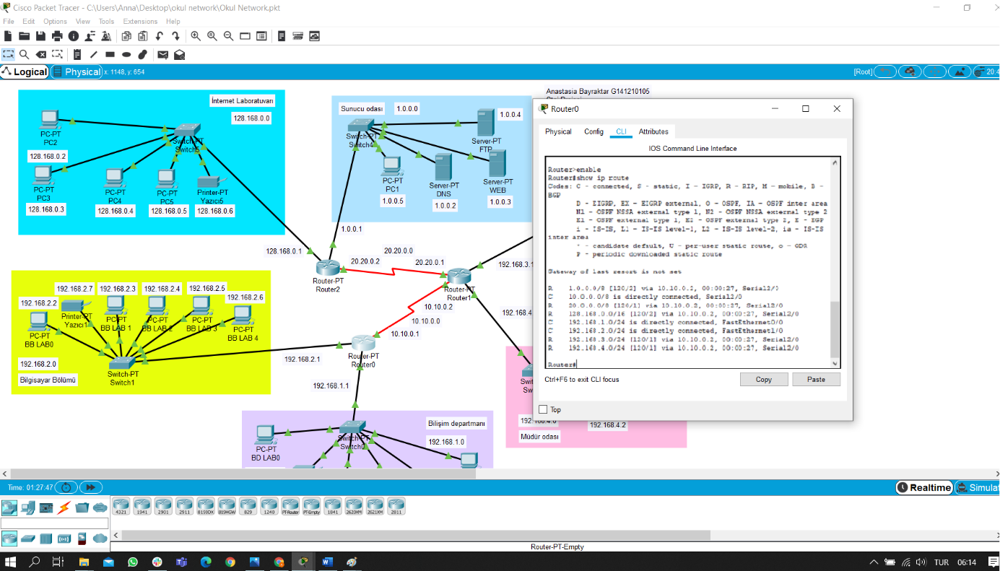 Cisco Packet Tracer - C:\Users\Anna\Desktop\okul network\Okul Network.pkt
File Edit Options View Tools Extensions Help
Logical Physical x: 1148, y: 654
[Root] 20:4
İnternet Laboratuvarı
128.168.0.0
PC-PT
PC2
Switch-PT
Switch5
128.168.0.2
PC-PT
PC3
128.168.0.3
PC-PT
PC4
128.168.0.4
PC-PT
PC5
128.168.0.5
Printer-PT
Yazıcı5
128.168.0.6
128.168.0.1
Sunucu odası
1.0.0.0
Switch-PT
Switch4
1.0.0.4
Server-PT
FTP
PC-PT
PC1
1.0.0.5
Server-PT
DNS
1.0.0.2
Server-PT
WEB
1.0.0.3
Anastasia Bayraktar G141210105
1.0.0.1
20.20.0.0
20.20.0.2
20.20.0.1
Router-PT
Router2
Router-PT
Router1
192.168.3.1
192.168.4
10.10.0.2
10.10.0.0
10.10.0.1
Router-PT
Router0
192.168.2.1
192.168.1.1
192.168.2.7
192.168.2.3
192.168.2.4
192.168.2.5
192.168.2.6
192.168.2.2
Printer-PT
Yazıcı1
PC-PT
BB LAB0
PC-PT
BB LAB 1
PC-PT
BB LAB 2
PC-PT
BB LAB 3
PC-PT
BB LAB 4
192.168.2.0
Bilgisayar Bölümü
Switch-PT
Switch1
Bilişim departmanı
192.168.1.0
PC-PT
BD LAB0
Switch-PT
Switch0
192.168.4.0
192.168.4.2
Müdür odası
Router0
Physical Config CLI Attributes
IOS Command Line Interface
Router>enable
Router#show ip route
Codes: C - connected, S - static, I - IGRP, R - RIP, M - mobile, B -
BGP
D - EIGRP, EX - EIGRP external, O - OSPF, IA - OSPF inter area
N1 - OSPF NSSA external type 1, N2 - OSPF NSSA external type 2
E1 - OSPF external type 1, E2 - OSPF external type 2, E - EGP
i - IS-IS, L1 - IS-IS level-1, L2 - IS-IS level-2, ia - IS-IS
inter area
* - candidate default, U - per-user static route, o - ODR
P - periodic downloaded static route
Gateway of last resort is not set
R 1.0.0.0/8 [120/2] via 10.10.0.2, 00:00:27, Serial2/0
C 10.0.0.0/8 is directly connected, Serial2/0
R 20.0.0.0/8 [120/1] via 10.10.0.2, 00:00:27, Serial2/0
R 128.168.0.0/16 [120/2] via 10.10.0.2, 00:00:27, Serial2/0
C 192.168.1.0/24 is directly connected, FastEthernet0/0
C 192.168.2.0/24 is directly connected, FastEthernet1/0
R 192.168.3.0/24 [120/1] via 10.10.0.2, 00:00:27, Serial2/0
R 192.168.4.0/24 [120/1] via 10.10.0.2, 00:00:27, Serial2/0
Router#
Ctrl+F6 to exit CLI focus
Copy Paste
Top
Time: 01:27:47
Realtime Simulat
4321 1941 2901 2911 819IOX 819HGW 829 1240 PT-Router PT-Empty 1841 2620XM 2621XM 2811
Router-PT-Empty
TUR 06:14